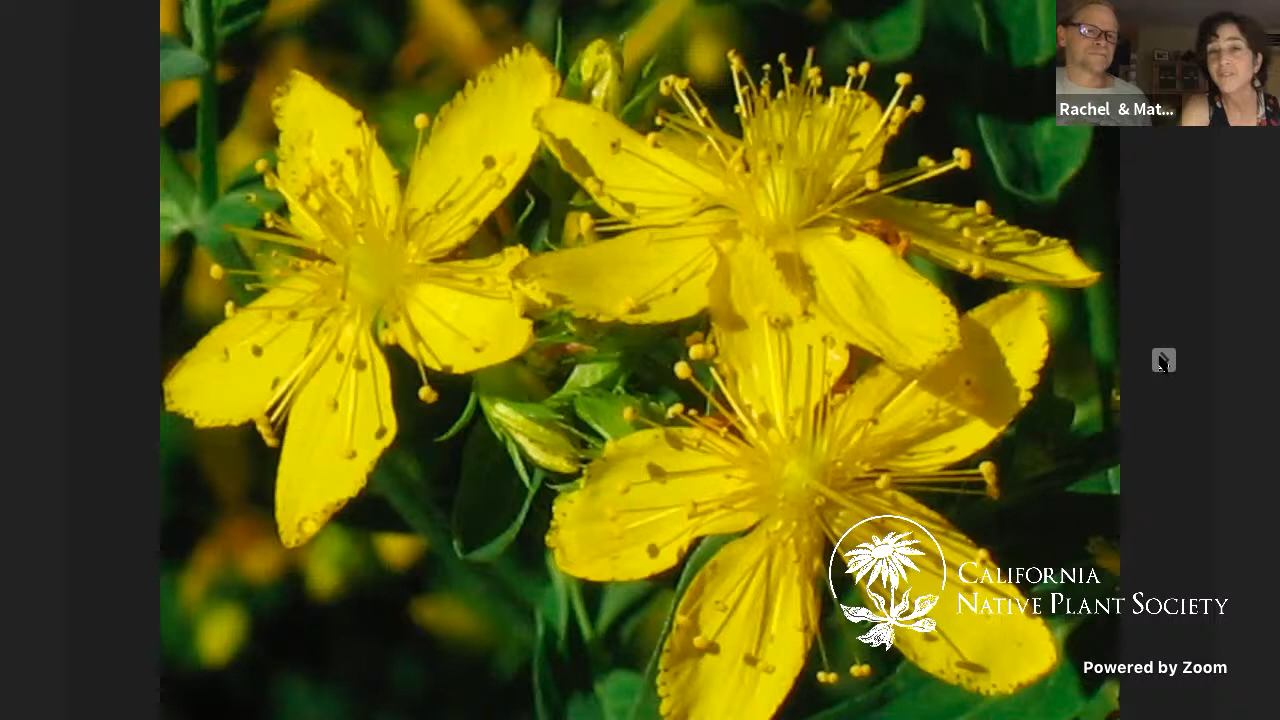 Rachel & Mat...
CALIFORNIA
NATIVE PLANT SOCIETY
Powered by Zoom